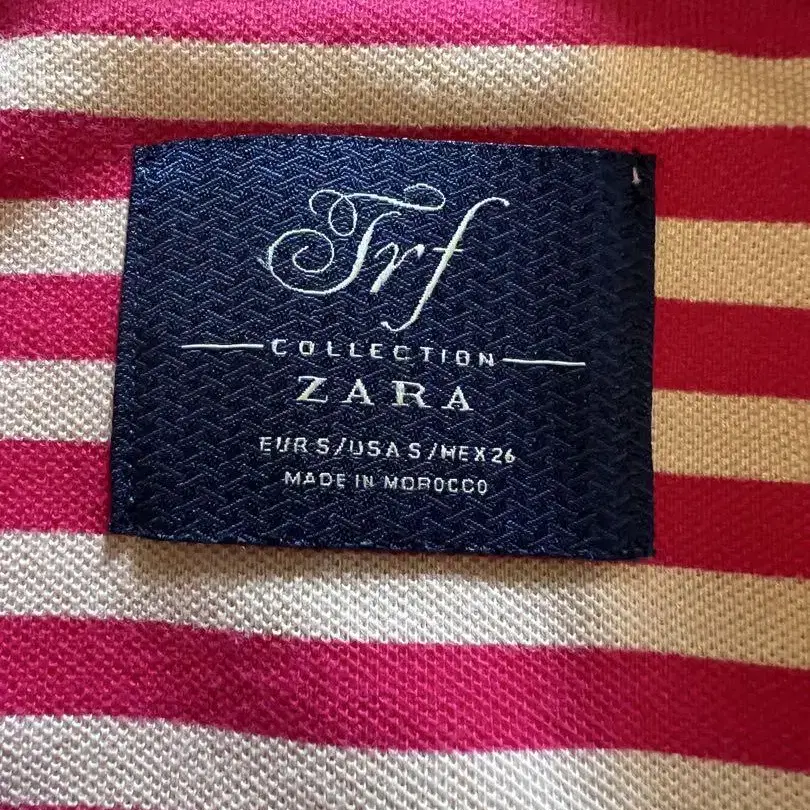 Trf
COLLECTION
ZARA
EUR S/USA S/MEX 26
MADE IN MOROCCO